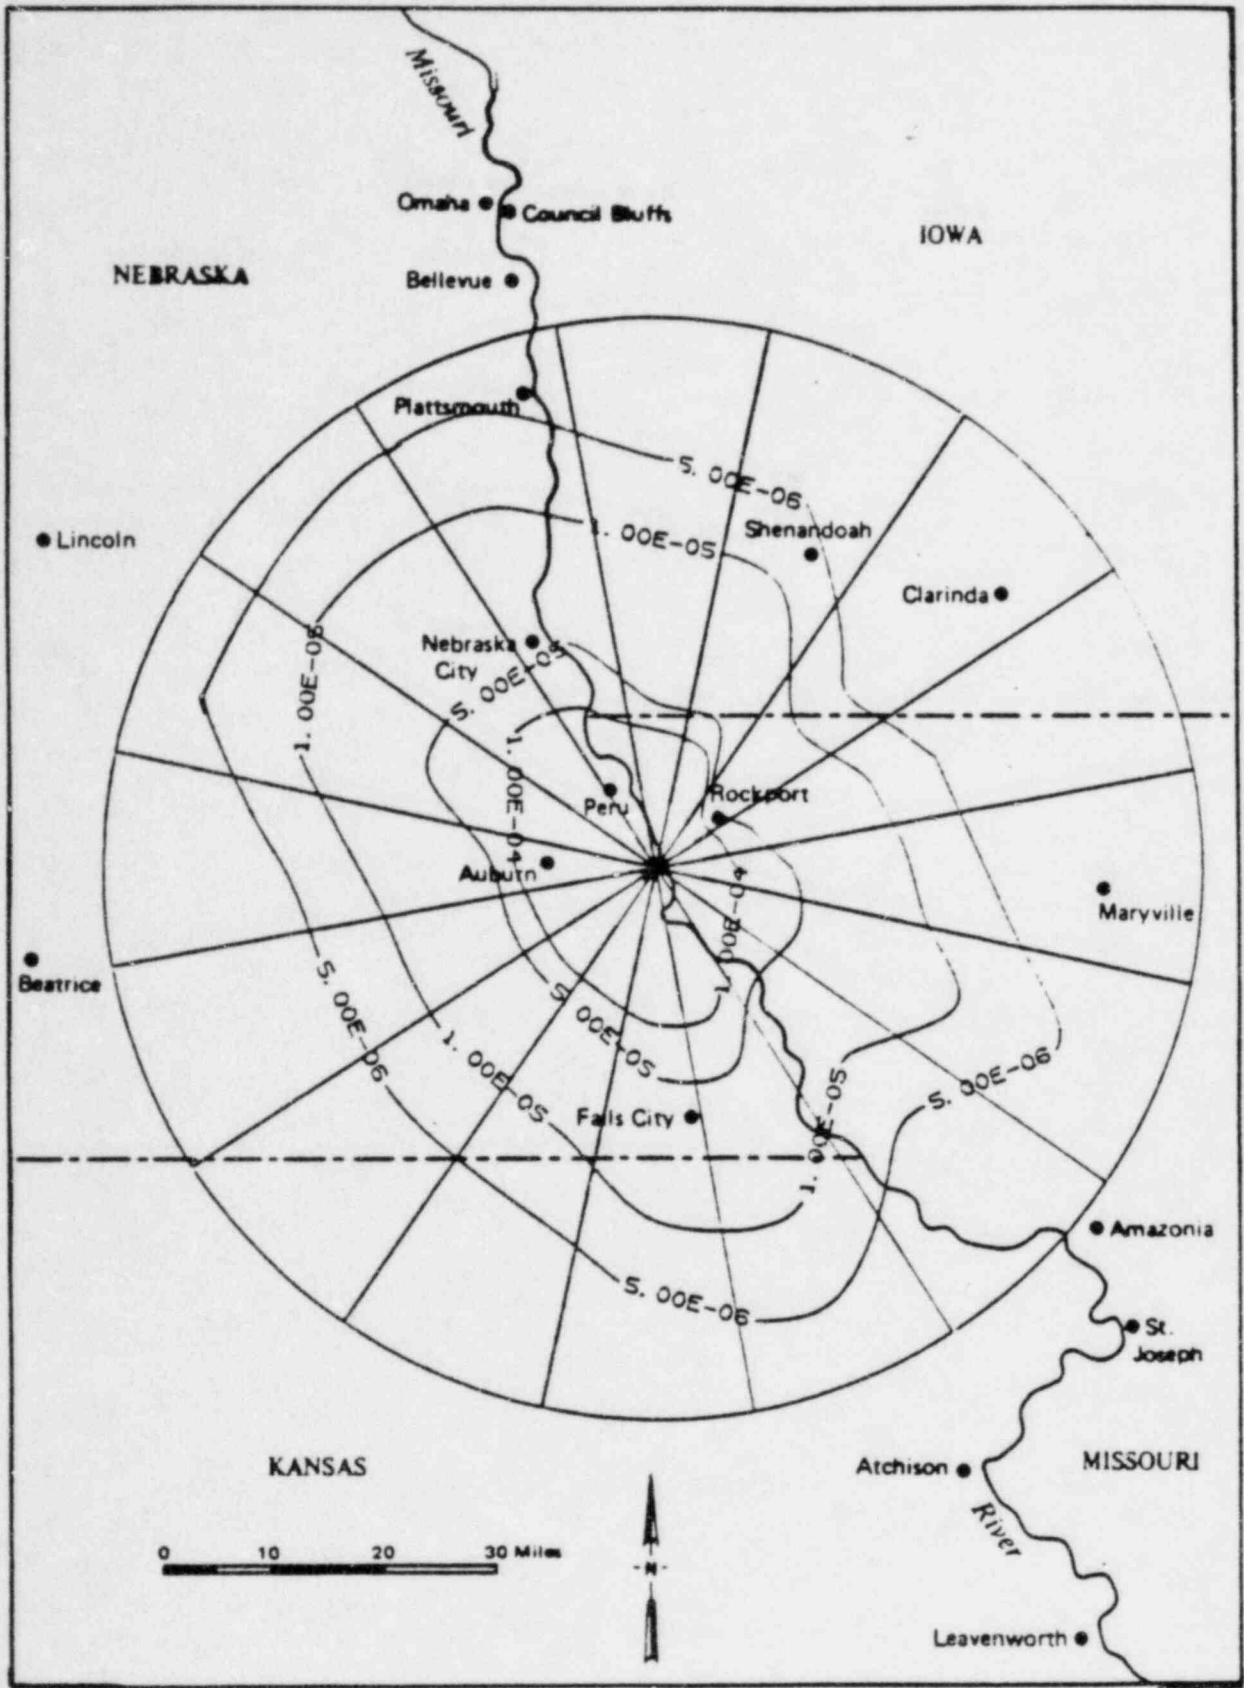 Missouri
Omaha
Council Bluffs
IOWA
NEBRASKA
Bellevue
Plattsmouth
5.00E-06
Shenandoah
1.00E-05
Lincoln
Clarinda
Nebraska
City
5.00E-05
1.00E-05
1.00E-04
Peru
Rockport
Auburn
1.00E-04
Maryville
Beatrice
5.00E-06
5.00E-05
1.00E-05
Falls City
1.00E-05
5.00E-06
Amazonia
5.00E-06
St.
Joseph
KANSAS
Atchison
MISSOURI
River
0 10 20 30 Miles
N
Leavenworth